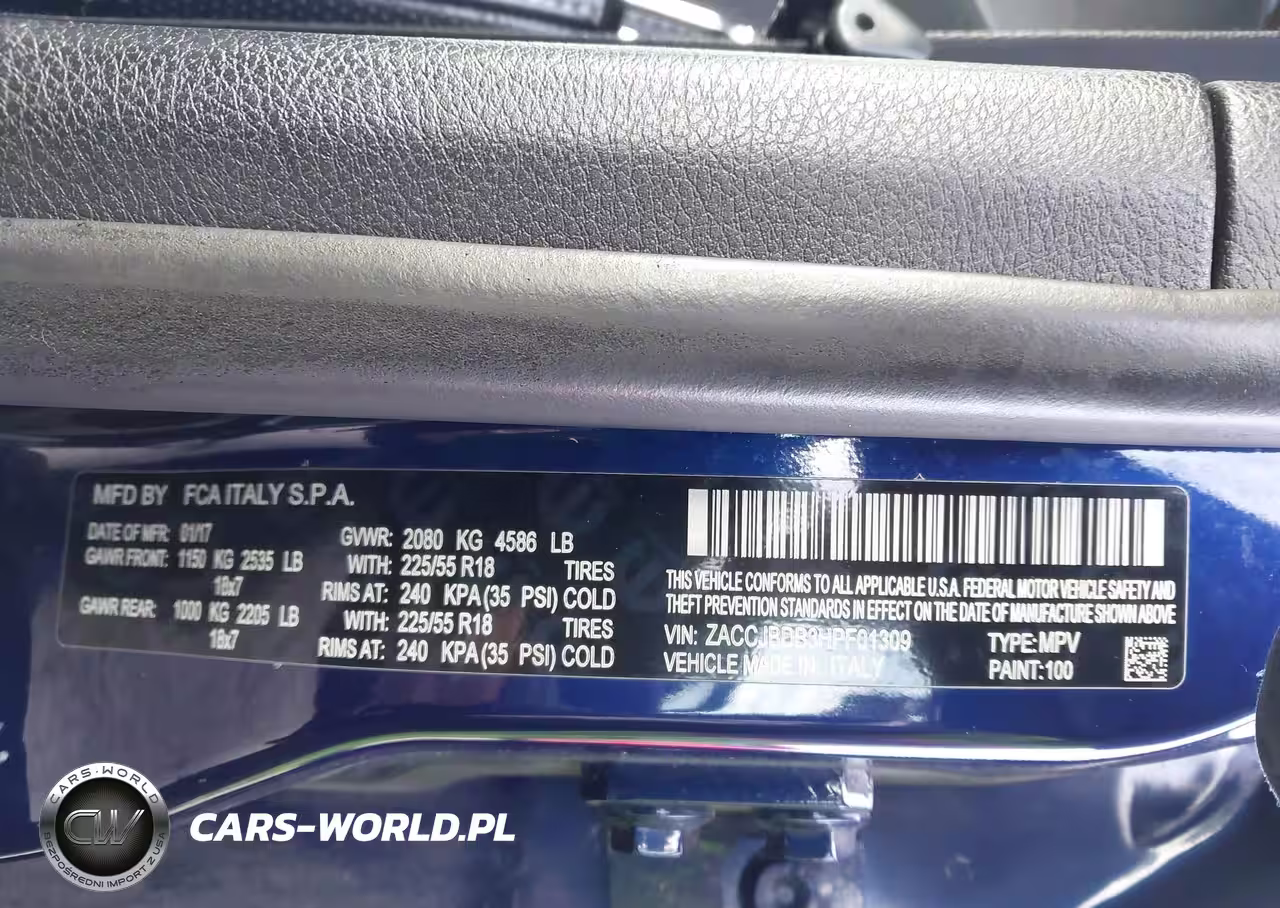 MFD BY FCA ITALY S.P.A.
DATE OF MFR: 01/17
GAWR FRONT: 1150 KG 2535 LB
18x7
GAWR REAR: 1000 KG 2205 LB
18x7
GVWR: 2080 KG 4586 LB
WITH: 225/55 R18 TIRES
RIMS AT: 240 KPA (35 PSI) COLD
WITH: 225/55 R18 TIRES
RIMS AT: 240 KPA (35 PSI) COLD
THIS VEHICLE CONFORMS TO ALL APPLICABLE U.S.A. FEDERAL MOTOR VEHICLE SAFETY AND
THEFT PREVENTION STANDARDS IN EFFECT ON THE DATE OF MANUFACTURE SHOWN ABOVE
VIN: TYPE: MPV
VEHICLE MADE IN ITALY PAINT: 100
CARS-WORLD
CW
BEZPOŚREDNI IMPORT Z USA
CARS-WORLD.PL